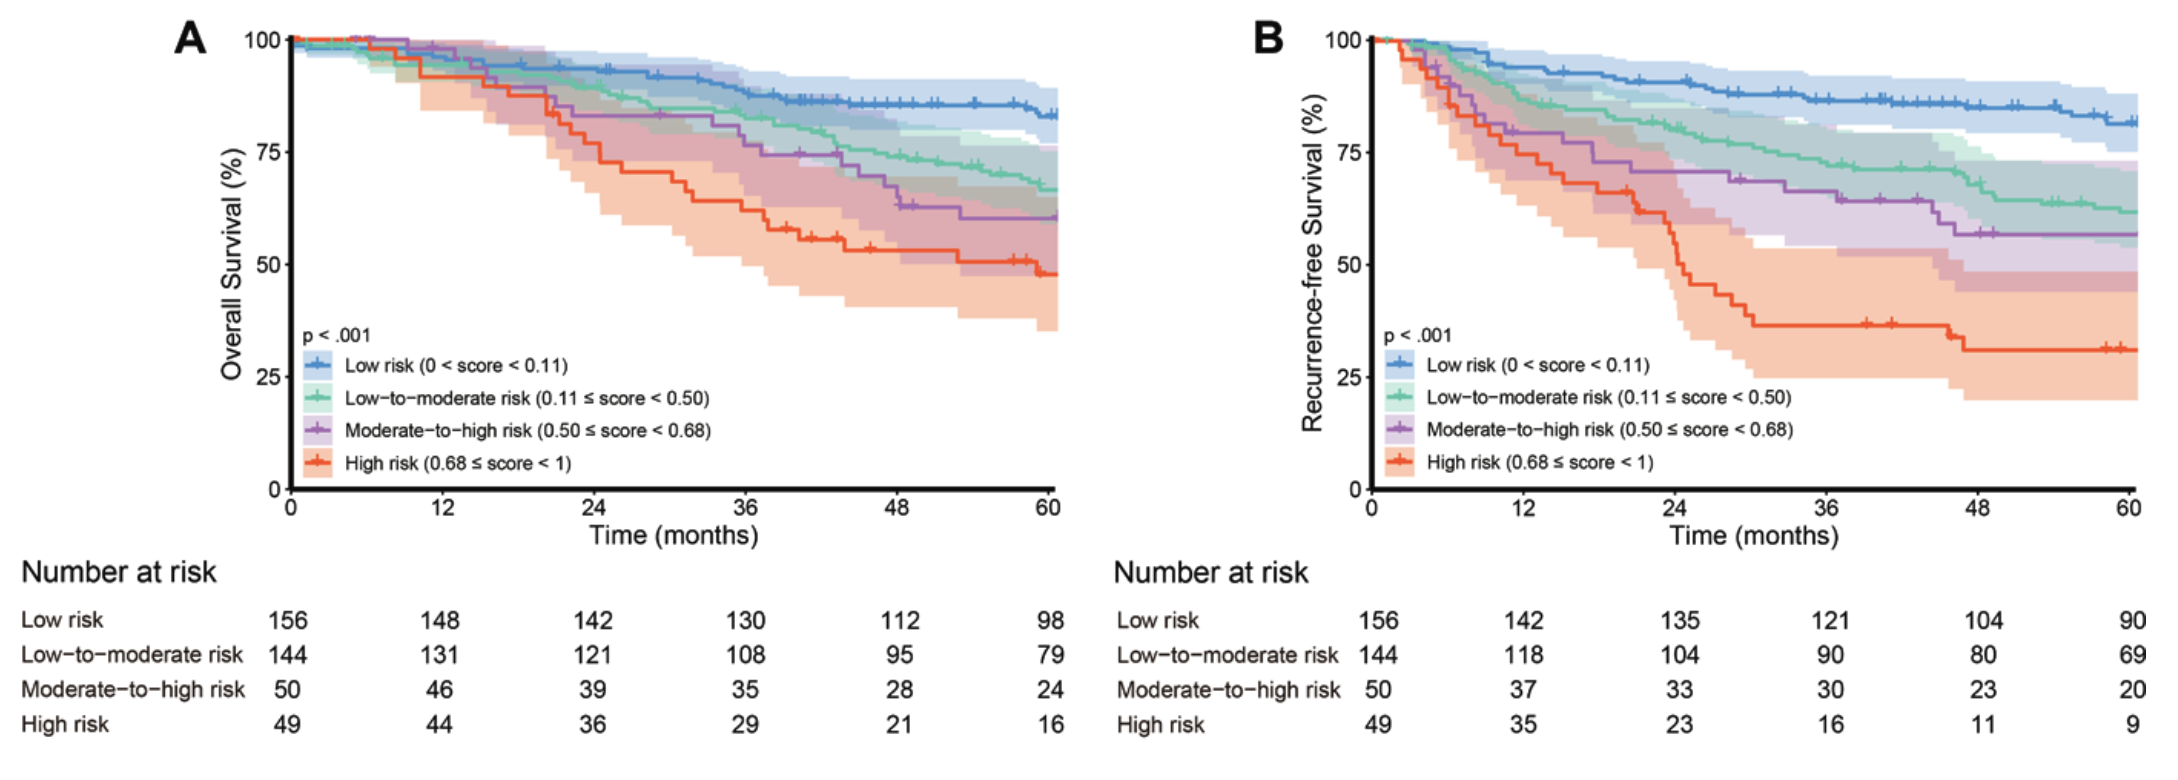 A
Overall Survival (%)
100
75
50
25
0
p < .001
Low risk (0 < score < 0.11)
Low−to−moderate risk (0.11 ≤ score < 0.50)
Moderate−to−high risk (0.50 ≤ score < 0.68)
High risk (0.68 ≤ score < 1)
0 12 24 36 48 60
Time (months)
Number at risk
Low risk 156 148 142 130 112 98
Low−to−moderate risk 144 131 121 108 95 79
Moderate−to−high risk 50 46 39 35 28 24
High risk 49 44 36 29 21 16
B
Recurrence-free Survival (%)
100
75
50
25
0
p < .001
Low risk (0 < score < 0.11)
Low−to−moderate risk (0.11 ≤ score < 0.50)
Moderate−to−high risk (0.50 ≤ score < 0.68)
High risk (0.68 ≤ score < 1)
0 12 24 36 48 60
Time (months)
Number at risk
Low risk 156 142 135 121 104 90
Low−to−moderate risk 144 118 104 90 80 69
Moderate−to−high risk 50 37 33 30 23 20
High risk 49 35 23 16 11 9